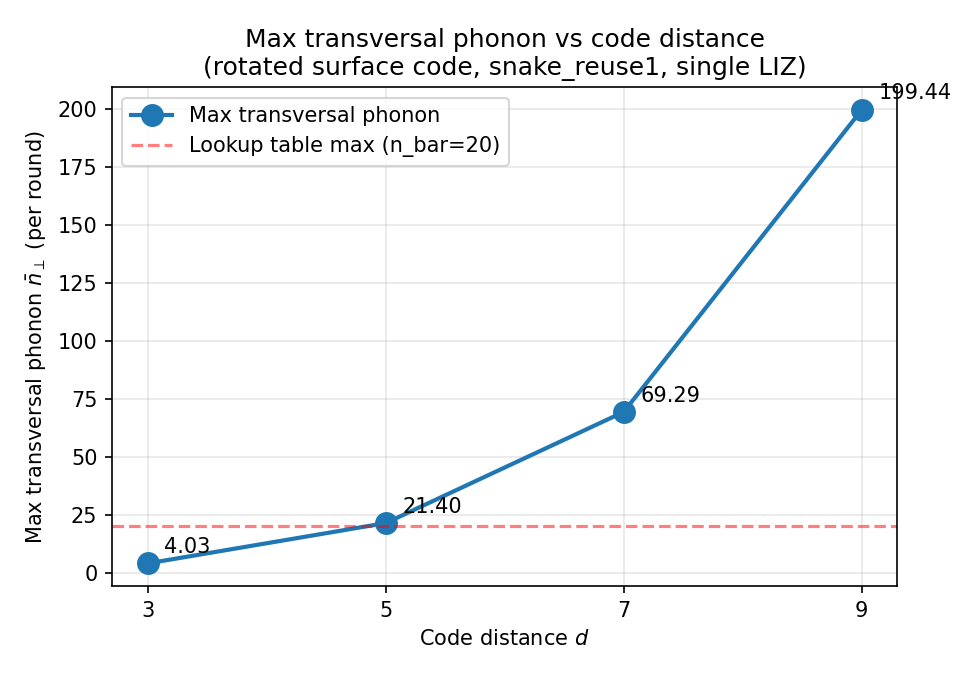 Max transversal phonon vs code distance
(rotated surface code, snake_reuse1, single LIZ)
Max transversal phonon
Lookup table max (n_bar=20)
199.44
69.29
21.40
4.03
200
175
150
125
100
75
50
25
0
Max transversal phonon n̄⊥ (per round)
3
5
7
9
Code distance d